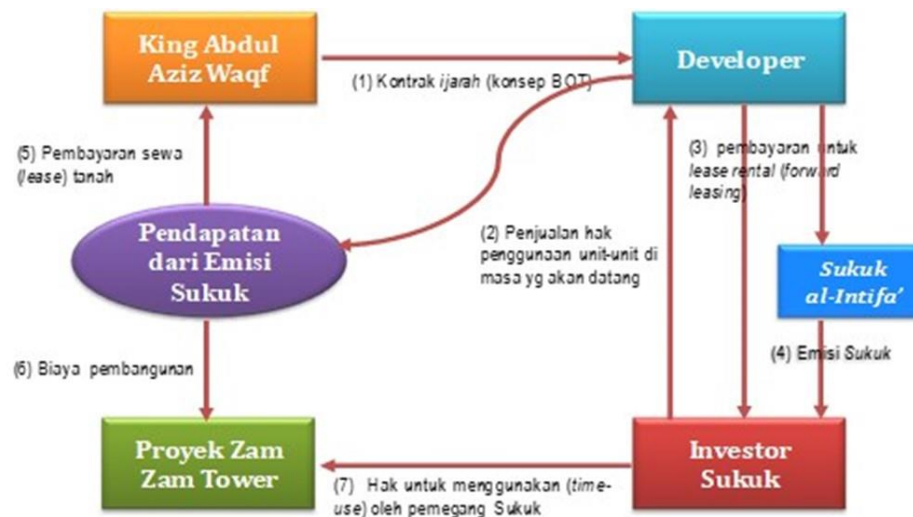 King Abdul
Aziz Waqf
Developer
(1) Kontrak ijarah (konsep BOT)
(5) Pembayaran sewa
(lease) tanah
(3) pembayaran untuk
lease rental (forward
leasing)
Pendapatan
dari Emisi
Sukuk
(2) Penjualan hak
penggunaan unit-unit di
masa yg akan datang
Sukuk
al-Intifa'
(4) Emisi Sukuk
(6) Biaya pembangunan
Proyek Zam
Zam Tower
Investor
Sukuk
(7) Hak untuk menggunakan (time-
use) oleh pemegang Sukuk